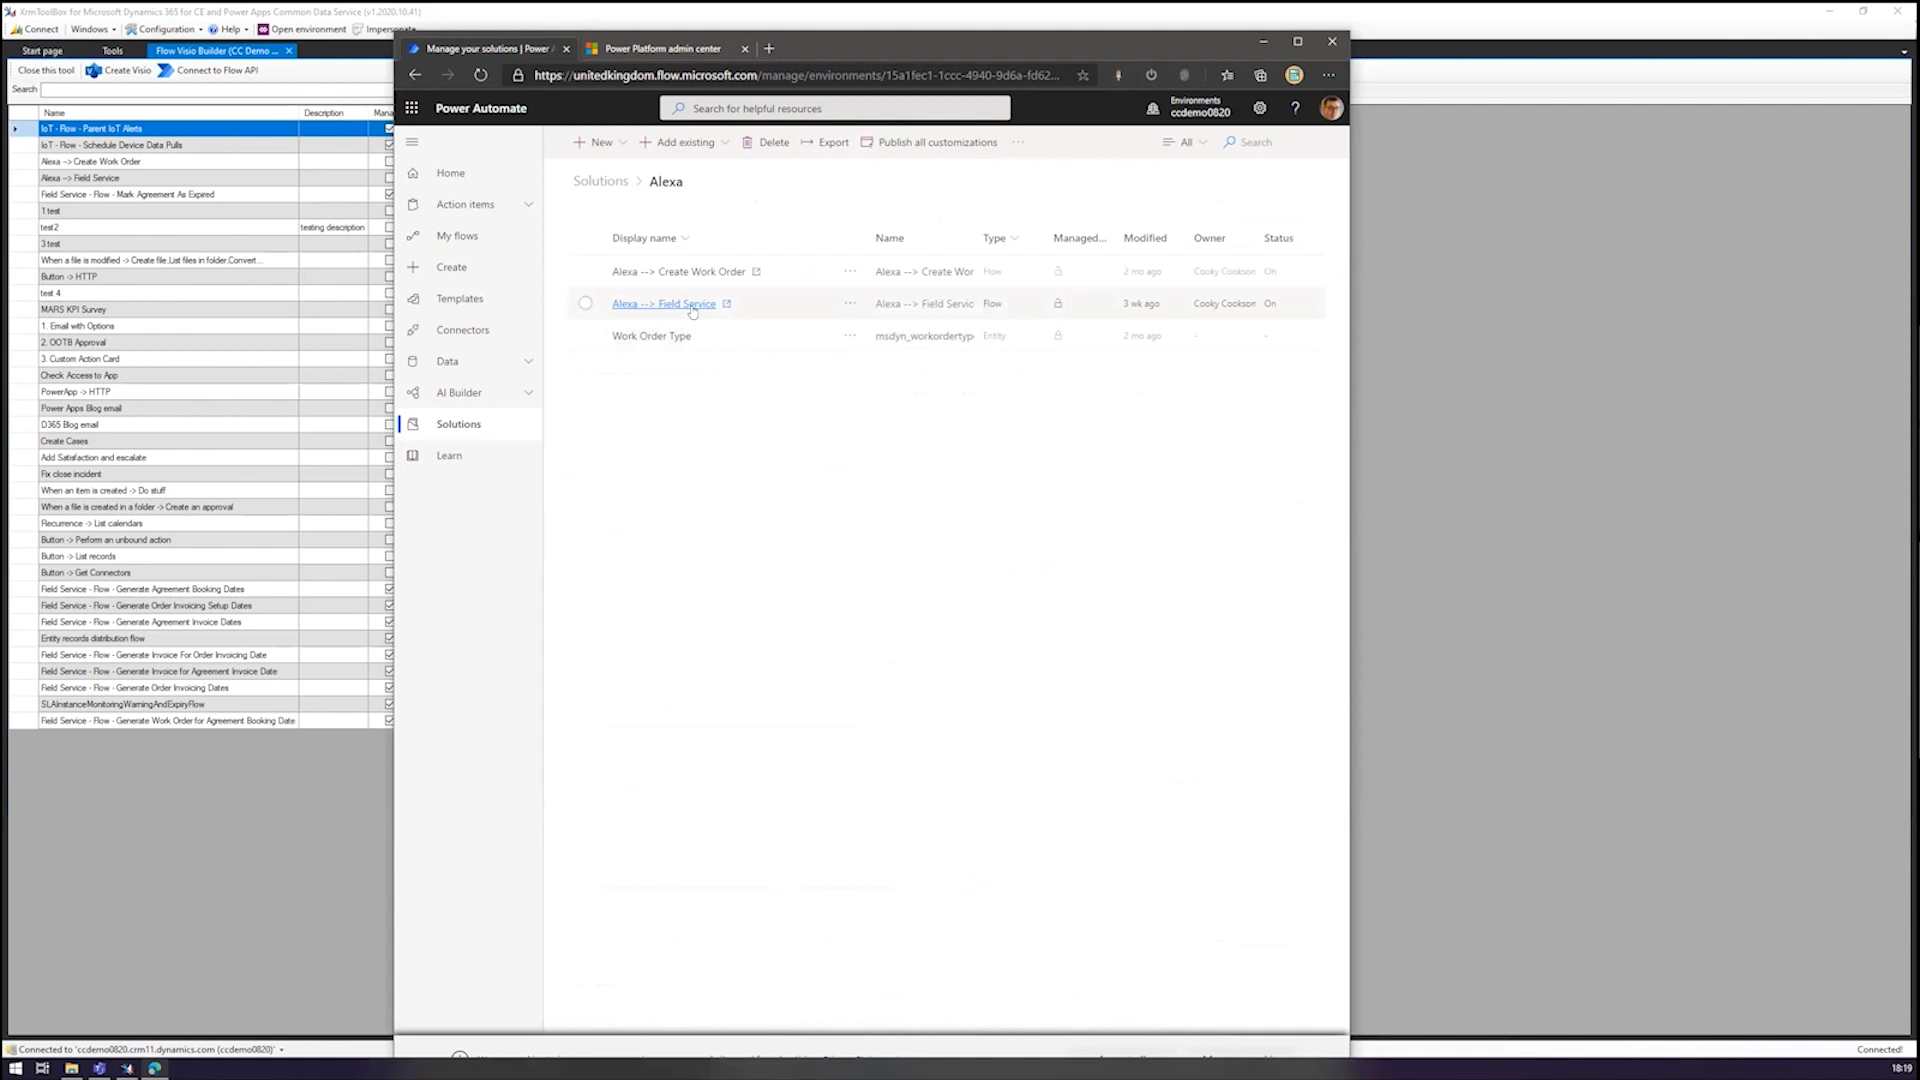 XrmToolBox for Microsoft Dynamics 365 for CE and Power Apps Common Data Service (v1.2020.10.41)
Connect Windows Configuration Help Open environment Impersonate
Start page Tools Flow Visio Builder (CC Demo ...
Close this tool Create Visio Connect to Flow API
Search
Name Description Mana
IoT - Flow - Parent IoT Alerts
IoT - Flow - Schedule Device Data Pulls
Alexa --> Create Work Order
Alexa --> Field Service
Field Service - Flow - Mark Agreement As Expired
1 test
test2 testing description
3 test
When a file is modified -> Create file,List files in folder,Convert...
Button -> HTTP
test 4
MARS KPI Survey
1. Email with Options
2. OOTB Approval
3. Custom Action Card
Check Access to App
PowerApp -> HTTP
Power Apps Blog email
D365 Blog email
Create Cases
Add Satisfaction and escalate
Fix close incident
When an item is created -> Do stuff
When a file is created in a folder -> Create an approval
Recurrence -> List calendars
Button -> Perform an unbound action
Button -> List records
Button -> Get Connectors
Field Service - Flow - Generate Agreement Booking Dates
Field Service - Flow - Generate Order Invoicing Setup Dates
Field Service - Flow - Generate Agreement Invoice Dates
Entity records distribution flow
Field Service - Flow - Generate Invoice For Order Invoicing Date
Field Service - Flow - Generate Invoice for Agreement Invoice Date
Field Service - Flow - Generate Order Invoicing Dates
SLAInstanceMonitoringWarningAndExpiryFlow
Field Service - Flow - Generate Work Order for Agreement Booking Date
Manage your solutions | Power A Power Platform admin center
https://unitedkingdom.flow.microsoft.com/manage/environments/15a1fec1-1ccc-4940-9d6a-fd62...
Power Automate Search for helpful resources Environments
ccdemo0820
New Add existing Delete Export Publish all customizations ... All Search
Home
Action items
My flows
Create
Templates
Connectors
Data
AI Builder
Solutions
Learn
Solutions > Alexa
Display name Name Type Managed... Modified Owner Status
Alexa --> Create Work Order ... Alexa --> Create Wor Flow 2 mo ago Cooky Cookson On
Alexa --> Field Service ... Alexa --> Field Servic Flow 3 wk ago Cooky Cookson On
Work Order Type ... msdyn_workordertyp Entity 2 mo ago - -
Connected to 'ccdemo0820.crm11.dynamics.com (ccdemo0820)' Connected!
18:19